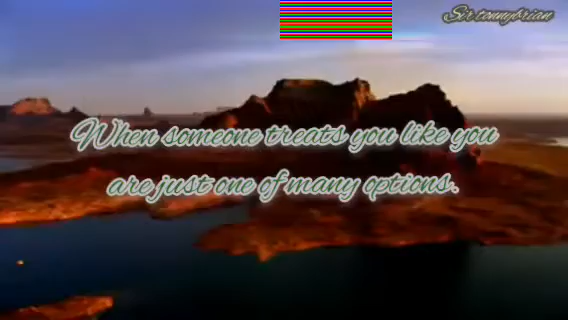 Sir tonnybrian
When someone treats you like you
are just one of many options.